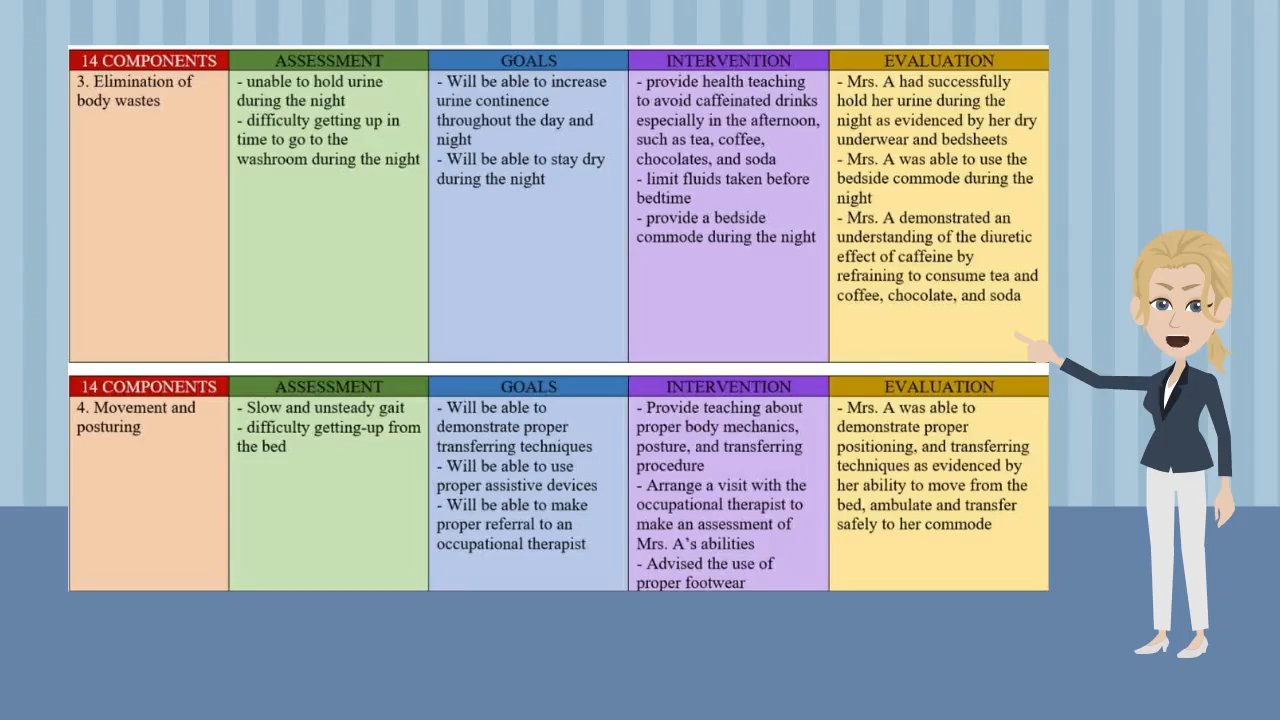 14 COMPONENTS
ASSESSMENT
GOALS
INTERVENTION
EVALUATION
3. Elimination of
body wastes
- unable to hold urine
during the night
- difficulty getting up in
time to go to the
washroom during the night
- Will be able to increase
urine continence
throughout the day and
night
- Will be able to stay dry
during the night
- provide health teaching
to avoid caffeinated drinks
especially in the afternoon,
such as tea, coffee,
chocolates, and soda
- limit fluids taken before
bedtime
- provide a bedside
commode during the night
- Mrs. A had successfully
hold her urine during the
night as evidenced by her dry
underwear and bedsheets
- Mrs. A was able to use the
bedside commode during the
night
- Mrs. A demonstrated an
understanding of the diuretic
effect of caffeine by
refraining to consume tea and
coffee, chocolate, and soda
14 COMPONENTS
ASSESSMENT
GOALS
INTERVENTION
EVALUATION
4. Movement and
posturing
- Slow and unsteady gait
- difficulty getting-up from
the bed
- Will be able to
demonstrate proper
transferring techniques
- Will be able to use
proper assistive devices
- Will be able to make
proper referral to an
occupational therapist
- Provide teaching about
proper body mechanics,
posture, and transferring
procedure
- Arrange a visit with the
occupational therapist to
make an assessment of
Mrs. A's abilities
- Advised the use of
proper footwear
- Mrs. A was able to
demonstrate proper
positioning, and transferring
techniques as evidenced by
her ability to move from the
bed, ambulate and transfer
safely to her commode